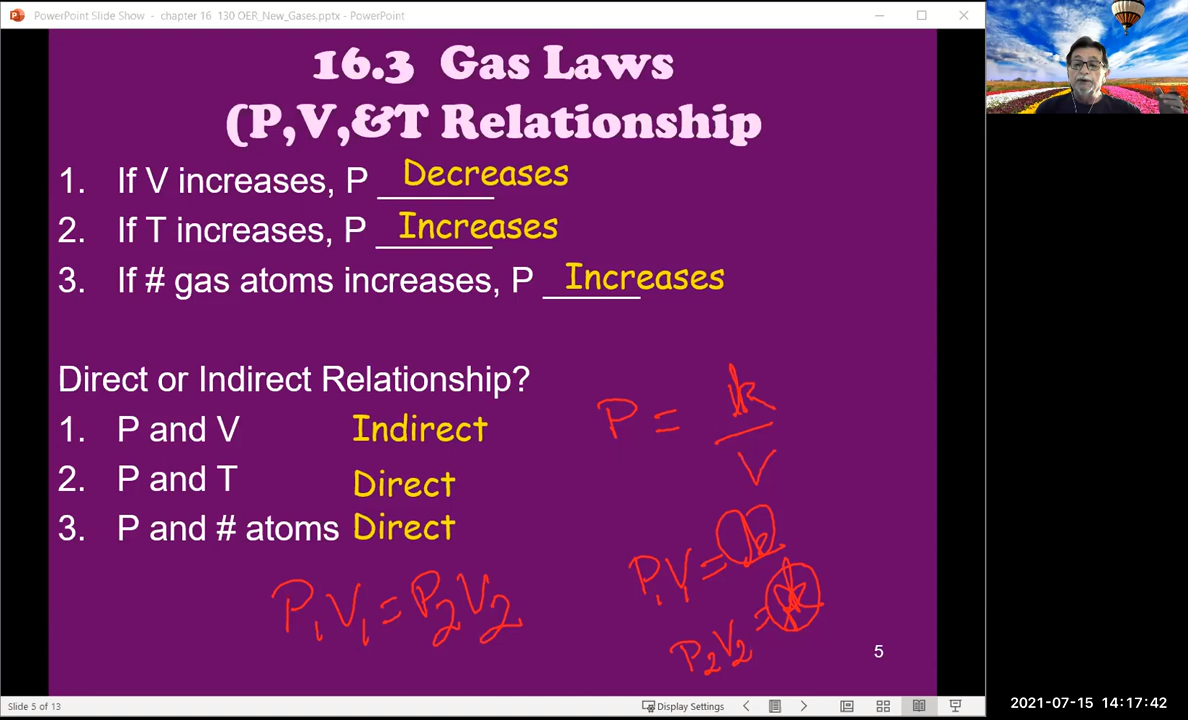 PowerPoint Slide Show - chapter 16 130 OER_New_Gases.pptx - PowerPoint
16.3 Gas Laws
(P,V,&T Relationship
1. If V increases, P Decreases
2. If T increases, P Increases
3. If # gas atoms increases, P Increases
Direct or Indirect Relationship?
1. P and V Indirect
2. P and T Direct
3. P and # atoms Direct
P = k
V
P₁V = k
P₁V₁ = P₂V₂
P₂V₂ = k
5
Slide 5 of 13
Display Settings
2021-07-15 14:17:42